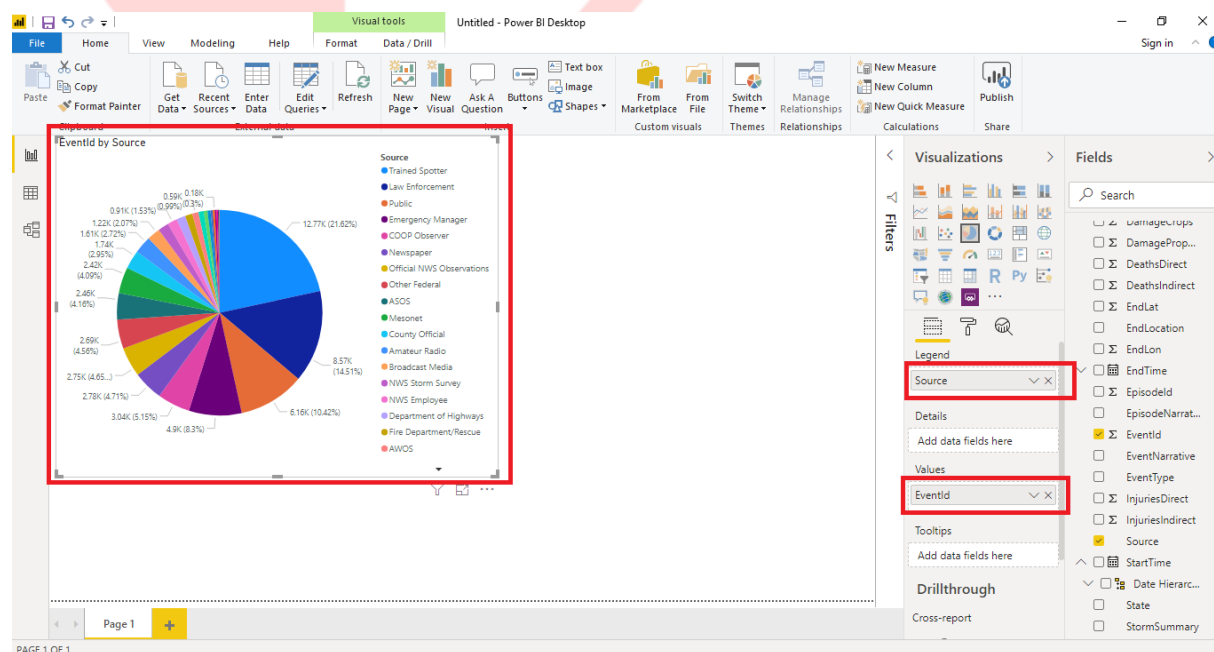 Visual tools
Untitled - Power BI Desktop
File
Home
View
Modeling
Help
Format
Data / Drill
Sign in
Paste
Cut
Copy
Format Painter
Clipboard
Get Data
Recent Sources
Enter Data
Edit Queries
Refresh
External data
New Page
New Visual
Ask A Question
Buttons
Text box
Image
Shapes
Insert
From Marketplace
From File
Custom visuals
Switch Theme
Themes
Manage Relationships
Relationships
New Measure
New Column
New Quick Measure
Calculations
Publish
Share
EventId by Source
12.77K (21.62%)
8.57K
(14.51%)
6.16K (10.42%)
4.9K (8.3%)
3.04K (5.15%)
2.78K (4.71%)
2.75K (4.65...)
2.69K
(4.56%)
2.46K
(4.16%)
2.42K
(4.09%)
1.74K
(2.95%)
1.61K (2.72%)
1.22K (2.07%)
0.91K (1.53%)
0.59K
(0.99%)
0.18K
(0.3%)
Source
Trained Spotter
Law Enforcement
Public
Emergency Manager
COOP Observer
Newspaper
Official NWS Observations
Other Federal
ASOS
Mesonet
County Official
Amateur Radio
Broadcast Media
NWS Storm Survey
NWS Employee
Department of Highways
Fire Department/Rescue
AWOS
Filters
Visualizations
R
Py
123
Legend
Source
Details
Add data fields here
Values
EventId
Tooltips
Add data fields here
Drillthrough
Cross-report
Fields
Search
DamageCrops
DamageProp...
DeathsDirect
DeathsIndirect
EndLat
EndLocation
EndLon
EndTime
EpisodeId
EpisodeNarrat...
EventId
EventNarrative
EventType
InjuriesDirect
InjuriesIndirect
Source
StartTime
Date Hierarc...
State
StormSummary
Page 1
PAGE 1 OF 1